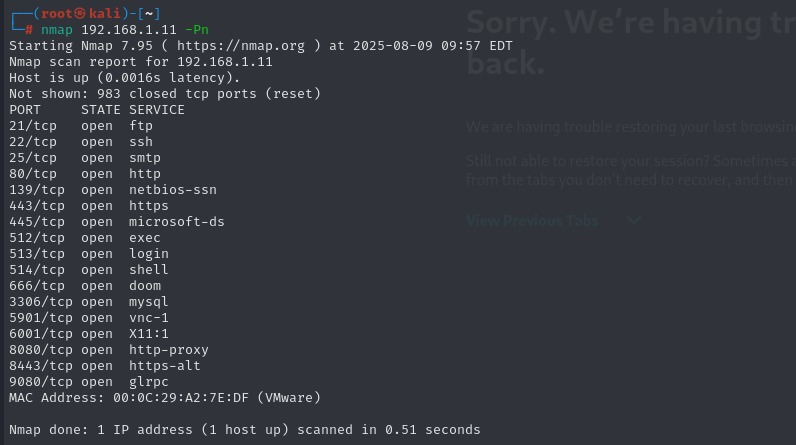 ┌──(root㉿kali)-[~]
└─# nmap 192.168.1.11 -Pn
Starting Nmap 7.95 ( https://nmap.org ) at 2025-08-09 09:57 EDT
Nmap scan report for 192.168.1.11
Host is up (0.0016s latency).
Not shown: 983 closed tcp ports (reset)
PORT     STATE SERVICE
21/tcp   open  ftp
22/tcp   open  ssh
25/tcp   open  smtp
80/tcp   open  http
139/tcp  open  netbios-ssn
443/tcp  open  https
445/tcp  open  microsoft-ds
512/tcp  open  exec
513/tcp  open  login
514/tcp  open  shell
666/tcp  open  doom
3306/tcp open  mysql
5901/tcp open  vnc-1
6001/tcp open  X11:1
8080/tcp open  http-proxy
8443/tcp open  https-alt
9080/tcp open  glrpc
MAC Address: 00:0C:29:A2:7E:DF (VMware)
Nmap done: 1 IP address (1 host up) scanned in 0.51 seconds
Sorry. We're having tr
back.
We are having trouble restoring your last browsin
Still not able to restore your session? Sometimes a
from the tabs you don't need to recover, and then
View Previous Tabs